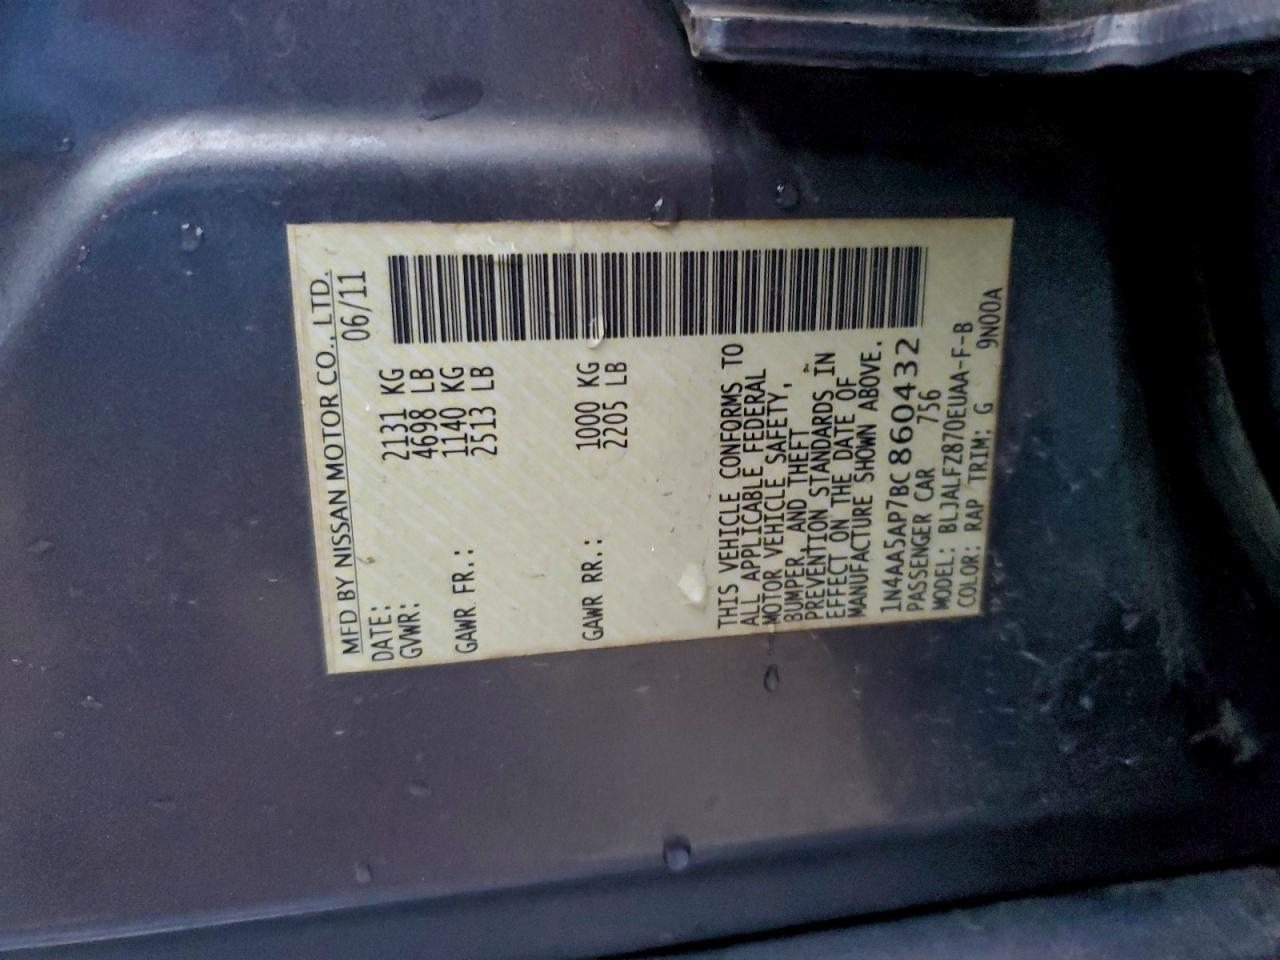 MFD BY NISSAN MOTOR CO., LTD.
DATE: 06/11
GVWR: 2131 KG
4698 LB
GAWR FR.: 1140 KG
2513 LB
GAWR RR.: 1000 KG
2205 LB
THIS VEHICLE CONFORMS TO
ALL APPLICABLE FEDERAL
MOTOR VEHICLE SAFETY,
BUMPER, AND THEFT
PREVENTION STANDARDS IN
EFFECT ON THE DATE OF
MANUFACTURE SHOWN ABOVE.
1N4AA5AP7BC860432
PASSENGER CAR 756
MODEL: BLJALFZ870EUAA-F-B
COLOR: RAP TRIM: G 9N00A